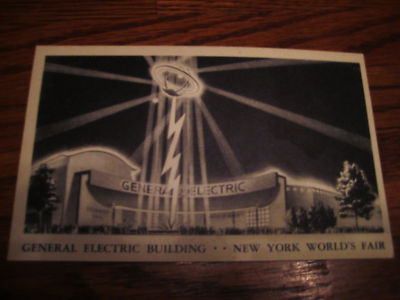 GENERAL ELECTRIC
GENERAL ELECTRIC BUILDING · · NEW YORK WORLD'S FAIR